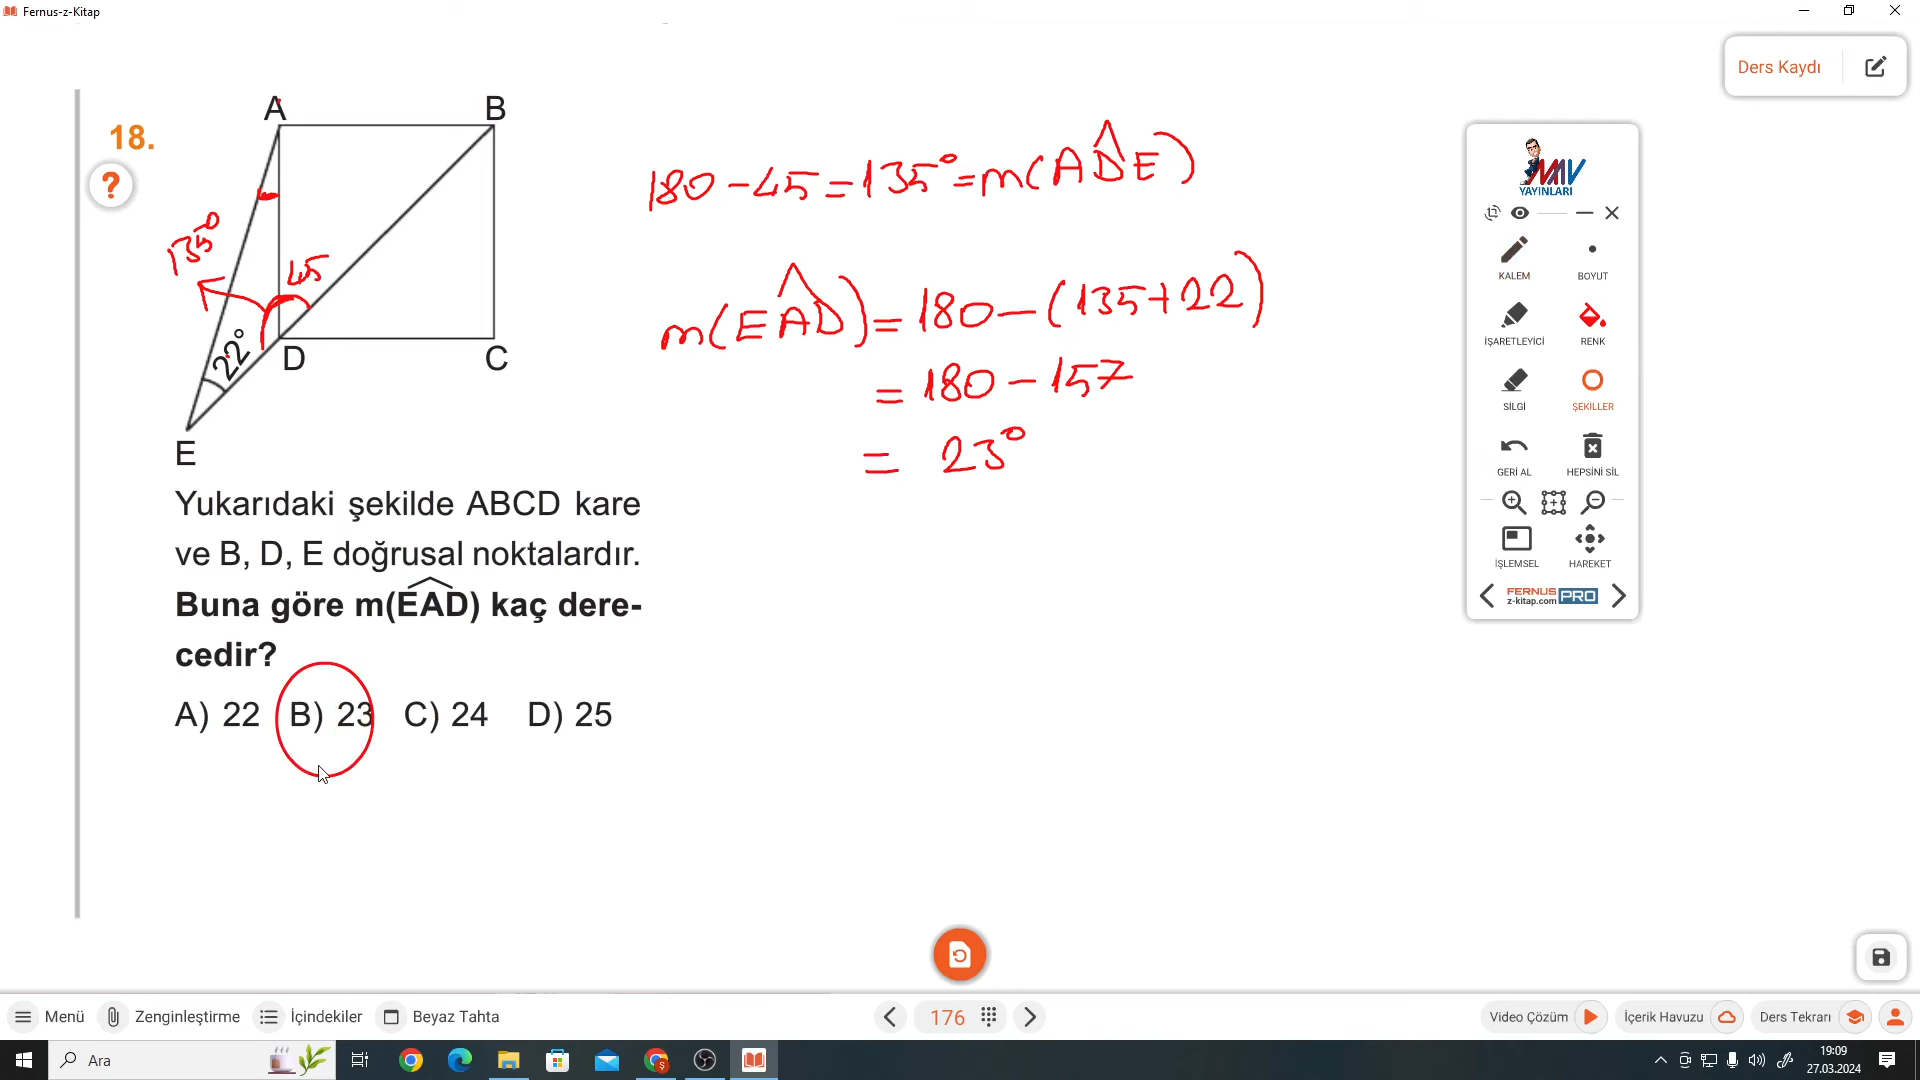 Fernus-z-Kitap
Ders Kaydı
18.
A
B
135°
45
22°
D
C
E
180-45=135°=m(ADE)
m(EAD)=180-(135+22)
=180-157
= 23°
Yukarıdaki şekilde ABCD kare
ve B, D, E doğrusal noktalardır.
Buna göre m(EAD) kaç dere-
cedir?
A) 22 B) 23 C) 24 D) 25
MMV
YAYINLARI
KALEM
BOYUT
İŞARETLEYİCİ
RENK
SİLGİ
ŞEKİLLER
GERİ AL
HEPSİNİ SİL
İŞLEMSEL
HAREKET
FERNUS
z-kitap.com PRO
Menü
Zenginleştirme
İçindekiler
Beyaz Tahta
176
Video Çözüm
İçerik Havuzu
Ders Tekrarı
Ara
19:09
27.03.2024